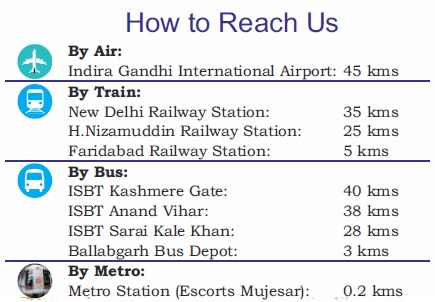 How to Reach Us
By Air:
Indira Gandhi International Airport: 45 kms
By Train:
New Delhi Railway Station: 35 kms
H.Nizamuddin Railway Station: 25 kms
Faridabad Railway Station: 5 kms
By Bus:
ISBT Kashmere Gate: 40 kms
ISBT Anand Vihar: 38 kms
ISBT Sarai Kale Khan: 28 kms
Ballabgarh Bus Depot: 3 kms
By Metro:
Metro Station (Escorts Mujesar): 0.2 kms